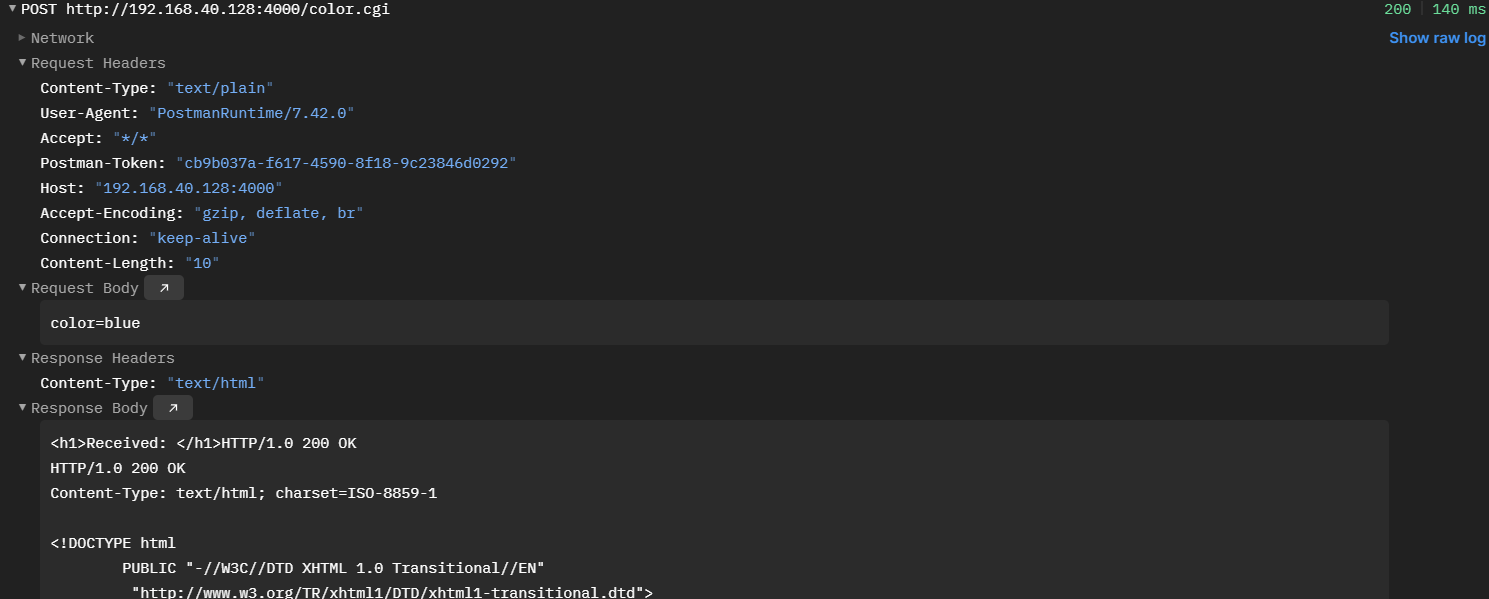 POST http://192.168.40.128:4000/color.cgi 200 140 ms
Network Show raw log
Request Headers
Content-Type: "text/plain"
User-Agent: "PostmanRuntime/7.42.0"
Accept: "*/*"
Postman-Token: "cb9b037a-f617-4590-8f18-9c23846d0292"
Host: "192.168.40.128:4000"
Accept-Encoding: "gzip, deflate, br"
Connection: "keep-alive"
Content-Length: "10"
Request Body
color=blue
Response Headers
Content-Type: "text/html"
Response Body
<h1>Received: </h1>HTTP/1.0 200 OK
HTTP/1.0 200 OK
Content-Type: text/html; charset=ISO-8859-1
<!DOCTYPE html
PUBLIC "-//W3C//DTD XHTML 1.0 Transitional//EN"
"http://www.w3.org/TR/xhtml1/DTD/xhtml1-transitional.dtd">